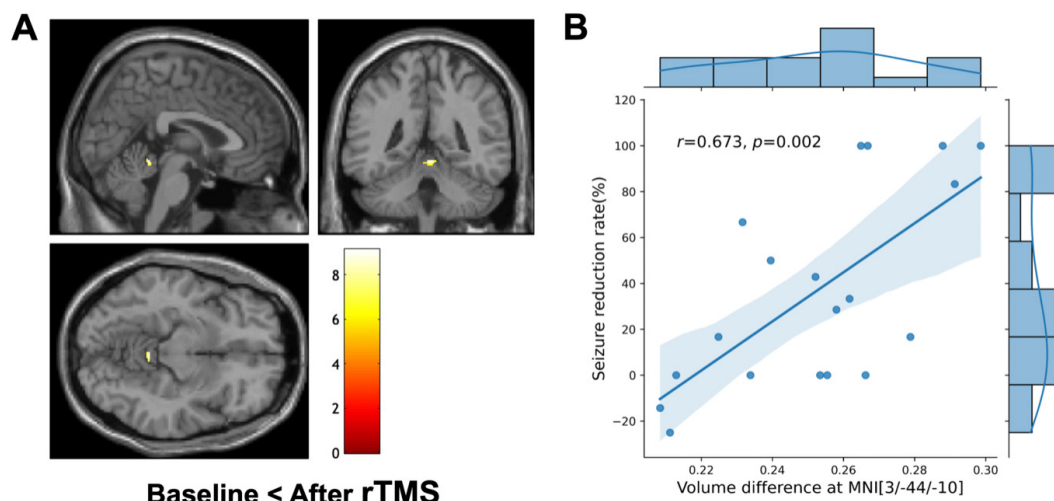 A
8
6
4
2
0
Baseline < After rTMS
B
r=0.673, p=0.002
Seizure reduction rate(%)
120
100
80
60
40
20
0
−20
0.22 0.24 0.26 0.28 0.30
Volume difference at MNI[3/-44/-10]